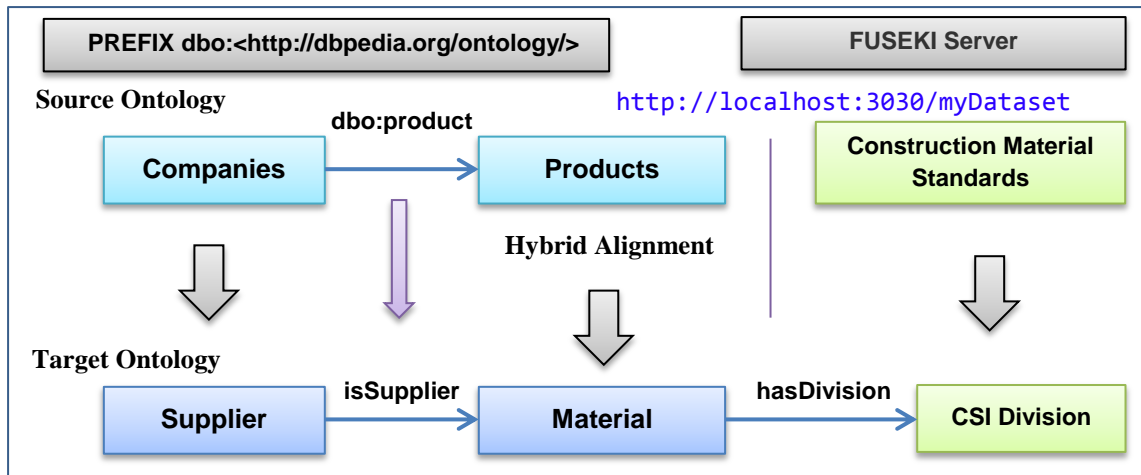 PREFIX dbo:<http://dbpedia.org/ontology/>
FUSEKI Server
Source Ontology
http://localhost:3030/myDataset
dbo:product
Companies
Products
Construction Material
Standards
Hybrid Alignment
Target Ontology
isSupplier
hasDivision
Supplier
Material
CSI Division